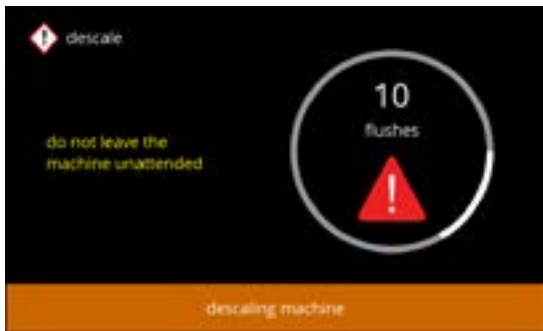 descale
10
flushes
do not leave the
machine unattended
descaling machine